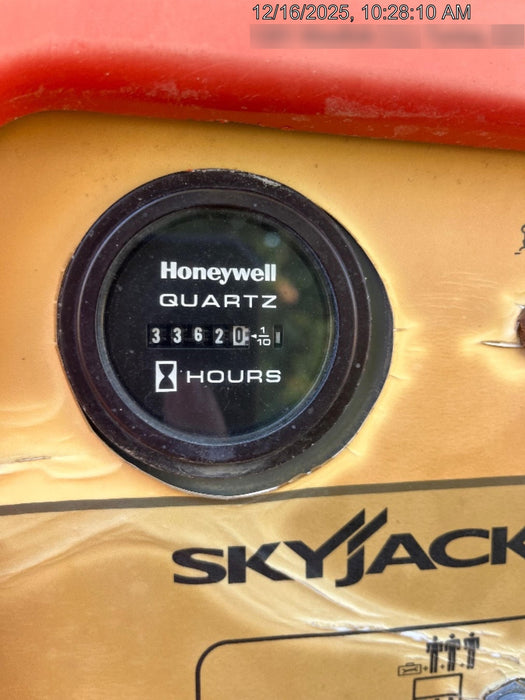 12/16/2025, 10:28:10 AM
Honeywell
QUARTZ
33620 1/10
HOURS
SKYJACK